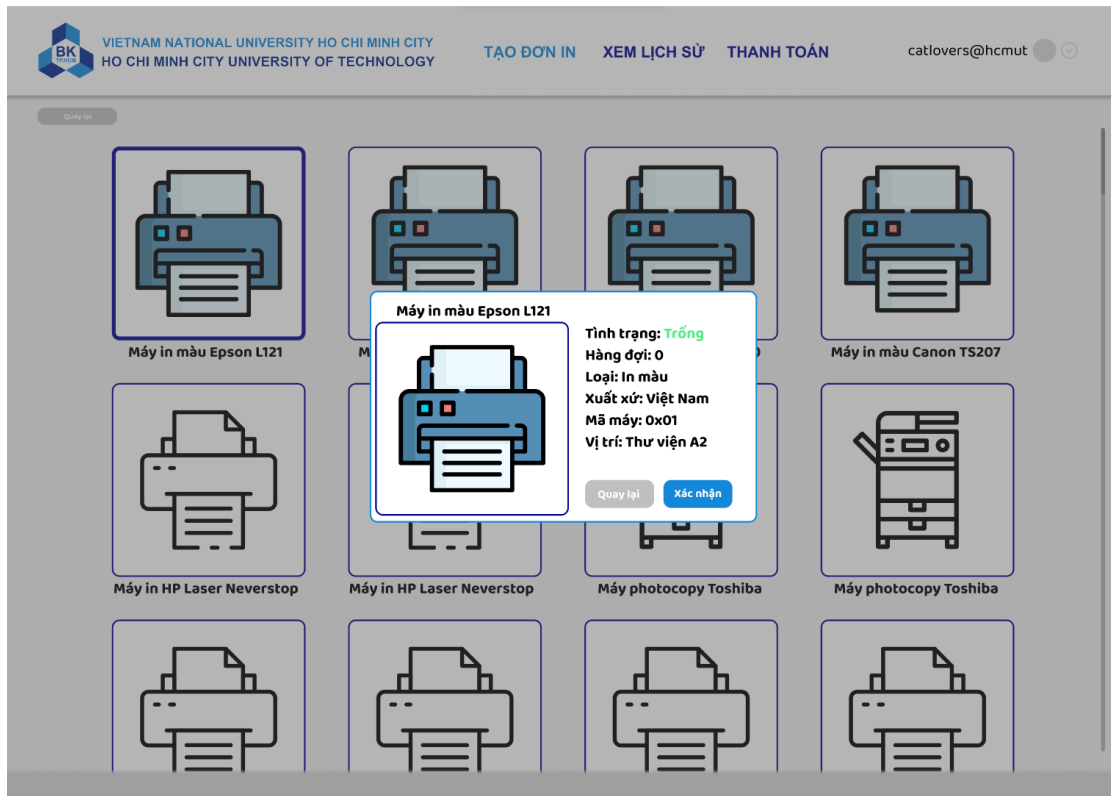 BK
TP.HCM
VIETNAM NATIONAL UNIVERSITY HO CHI MINH CITY
HO CHI MINH CITY UNIVERSITY OF TECHNOLOGY
TẠO ĐƠN IN
XEM LỊCH SỬ
THANH TOÁN
catlovers@hcmut
Quay lại
Máy in màu Epson L121
Tình trạng: Trống
Hàng đợi: 0
Loại: In màu
Xuất xứ: Việt Nam
Mã máy: 0x01
Vị trí: Thư viện A2
Quay lại
Xác nhận
Máy in màu Epson L121
Máy in màu Canon TS207
Máy in HP Laser Neverstop
Máy in HP Laser Neverstop
Máy photocopy Toshiba
Máy photocopy Toshiba